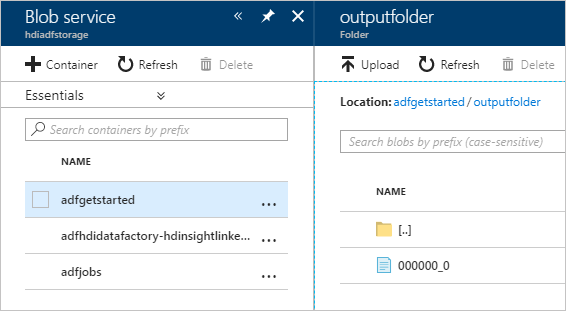 Blob service
hdiadfstorage
Container
Refresh
Delete
Essentials
Search containers by prefix
NAME
adfgetstarted
...
adfhdidatafactory-hdinsightlinke...
...
adfjobs
...
outputfolder
Folder
Upload
Refresh
Delete
Location: adfgetstarted / outputfolder
Search blobs by prefix (case-sensitive)
NAME
[..]
000000_0